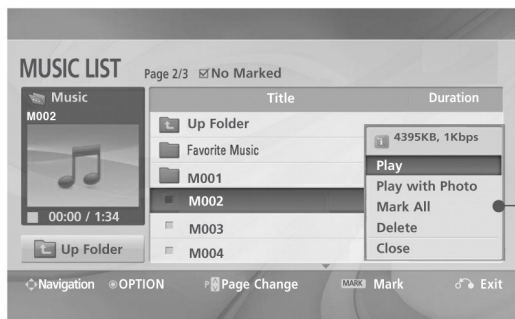 MUSIC LIST Page 2/3 ☑ No Marked
Music
M002
00:00 / 1:34
Up Folder
Title Duration
Up Folder
Favorite Music
M001
M002
M003
M004
4395KB, 1Kbps
Play
Play with Photo
Mark All
Delete
Close
Navigation OPTION P Page Change MARK Mark Exit